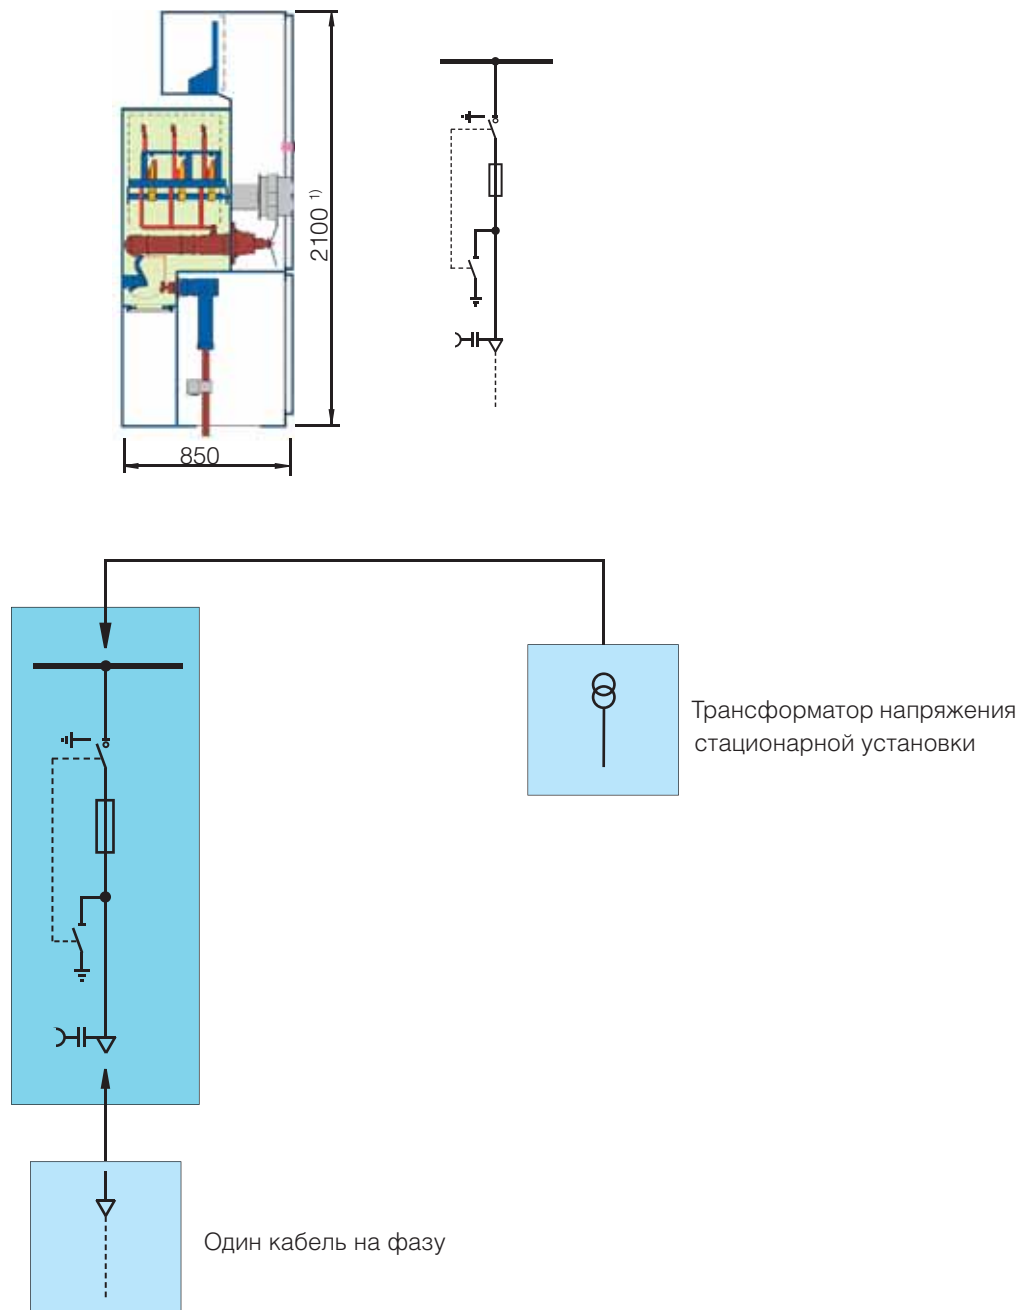 2100 1)
850
Трансформатор напряжения
стационарной установки
Один кабель на фазу